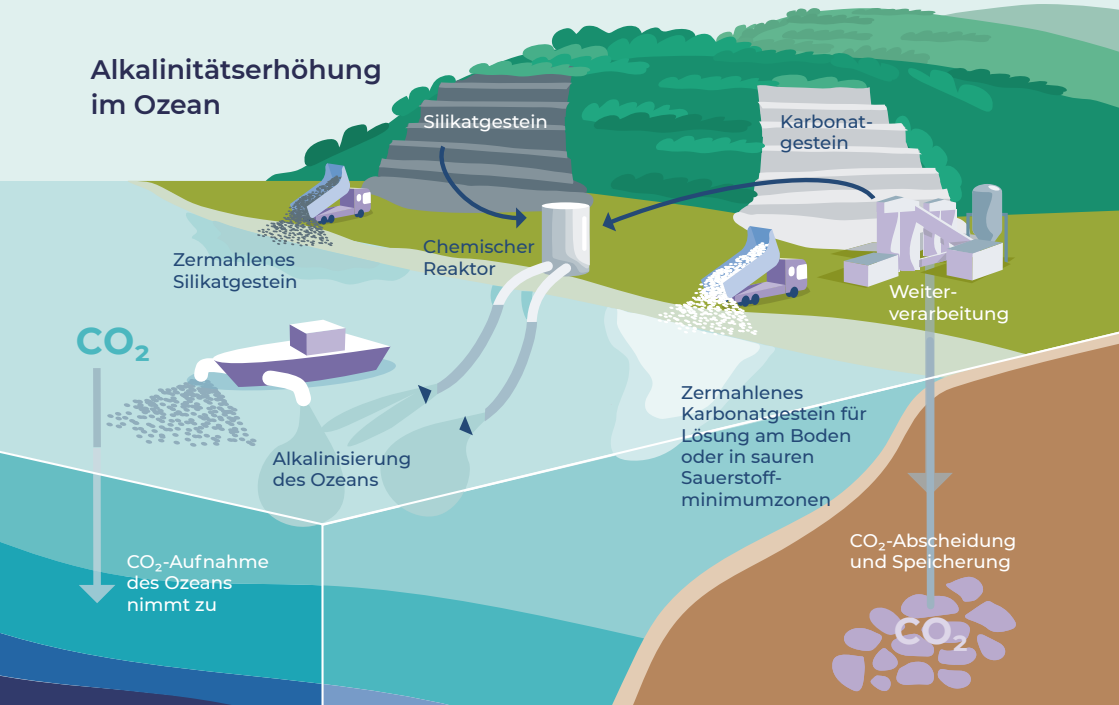 Alkalinitätserhöhung
im Ozean
Silikatgestein
Karbonat-
gestein
Zermahlenes
Silikatgestein
Chemischer
Reaktor
Weiter-
verarbeitung
CO₂
Zermahlenes
Karbonatgestein für
Lösung am Boden
oder in sauren
Sauerstoff-
minimumzonen
Alkalinisierung
des Ozeans
CO₂-Aufnahme
des Ozeans
nimmt zu
CO₂-Abscheidung
und Speicherung
CO₂